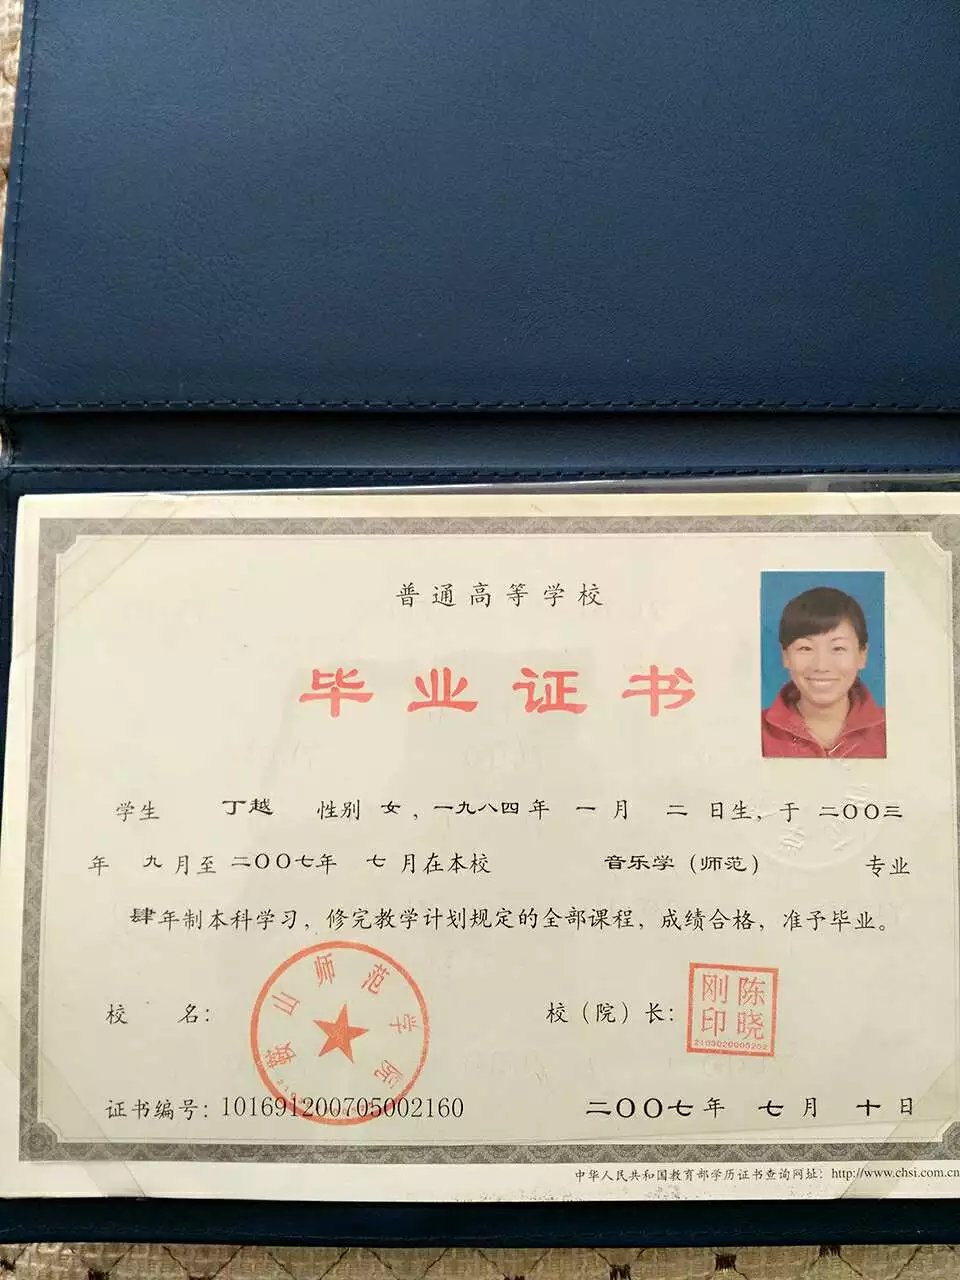 普通高等学校
毕业证书
学生 丁越 性别 女，一九八四年 一月 二日生，于二〇〇三
年 九月至二〇〇七年 七月在本校 音乐学（师范） 专业
肆年制本科学习，修完教学计划规定的全部课程，成绩合格，准予毕业。
校 名：
鞍山师范学院
校（院）长：
陈晓刚印
2103020005202
证书编号：101691200705002160
二〇〇七年 七月 十日
中华人民共和国教育部学历证书查询网址：http://www.chsi.com.cn